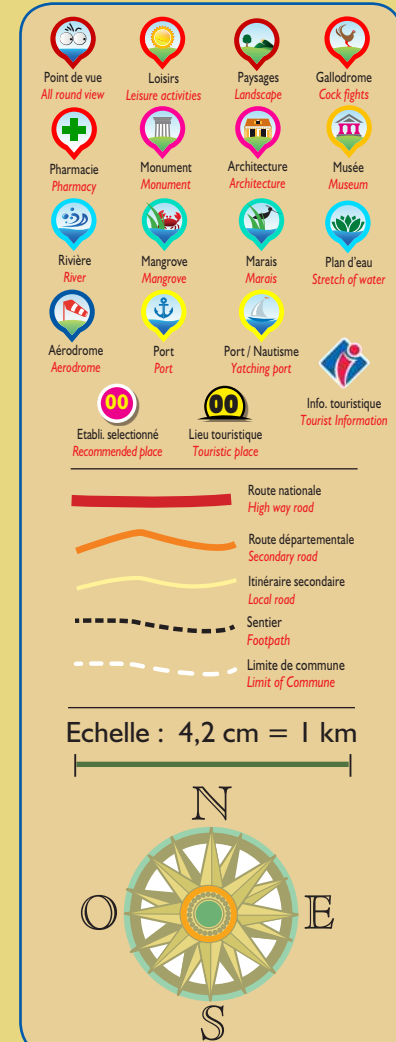 Point de vue
All round view
Loisirs
Leisure activities
Paysages
Landscape
Gallodrome
Cock fights
Pharmacie
Pharmacy
Monument
Monument
Architecture
Architecture
Musée
Museum
Rivière
River
Mangrove
Mangrove
Marais
Marais
Plan d'eau
Stretch of water
Aérodrome
Aerodrome
Port
Port
Port / Nautisme
Yatching port
Info. touristique
Tourist Information
00
Etabli. selectionné
Recommended place
00
Lieu touristique
Touristic place
Route nationale
High way road
Route départementale
Secondary road
Itinéraire secondaire
Local road
Sentier
Footpath
Limite de commune
Limit of Commune
Echelle : 4,2 cm = 1 km
N
O
E
S